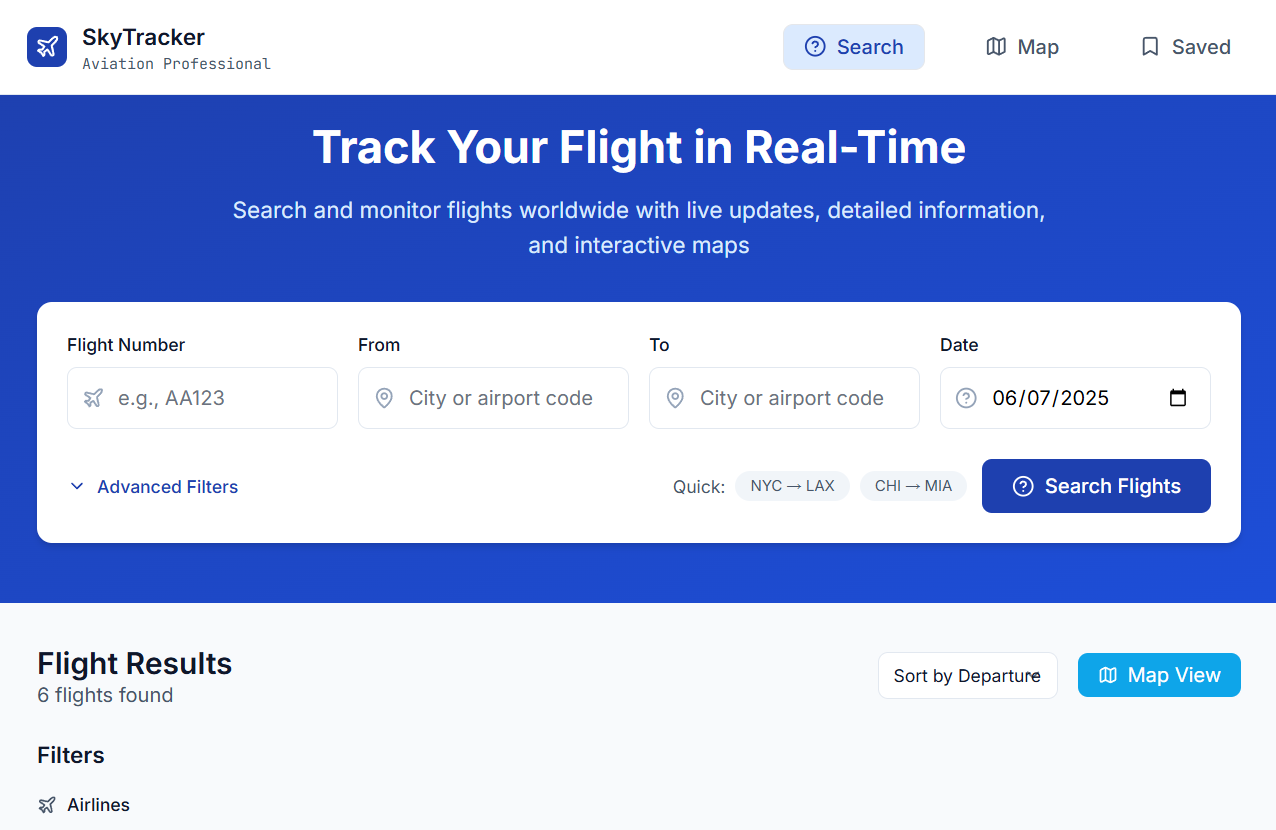 SkyTracker
Aviation Professional
Search
Map
Saved
Track Your Flight in Real-Time
Search and monitor flights worldwide with live updates, detailed information,
and interactive maps
Flight Number
From
To
Date
e.g., AA123
City or airport code
City or airport code
06/07/2025
Advanced Filters
Quick:
NYC → LAX
CHI → MIA
Search Flights
Flight Results
6 flights found
Sort by Departure
Map View
Filters
Airlines